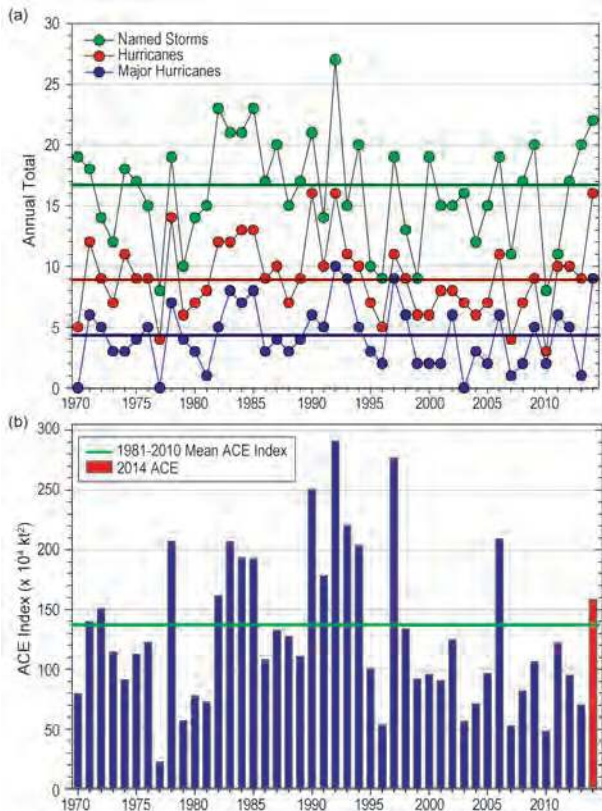 (a)
30
25
20
15
10
5
0
Annual Total
Named Storms
Hurricanes
Major Hurricanes
1970 1975 1980 1985 1990 1995 2000 2005 2010
(b)
300
250
200
150
100
50
0
ACE Index (x 10⁴ kt²)
1981-2010 Mean ACE Index
2014 ACE
1970 1975 1980 1985 1990 1995 2000 2005 2010